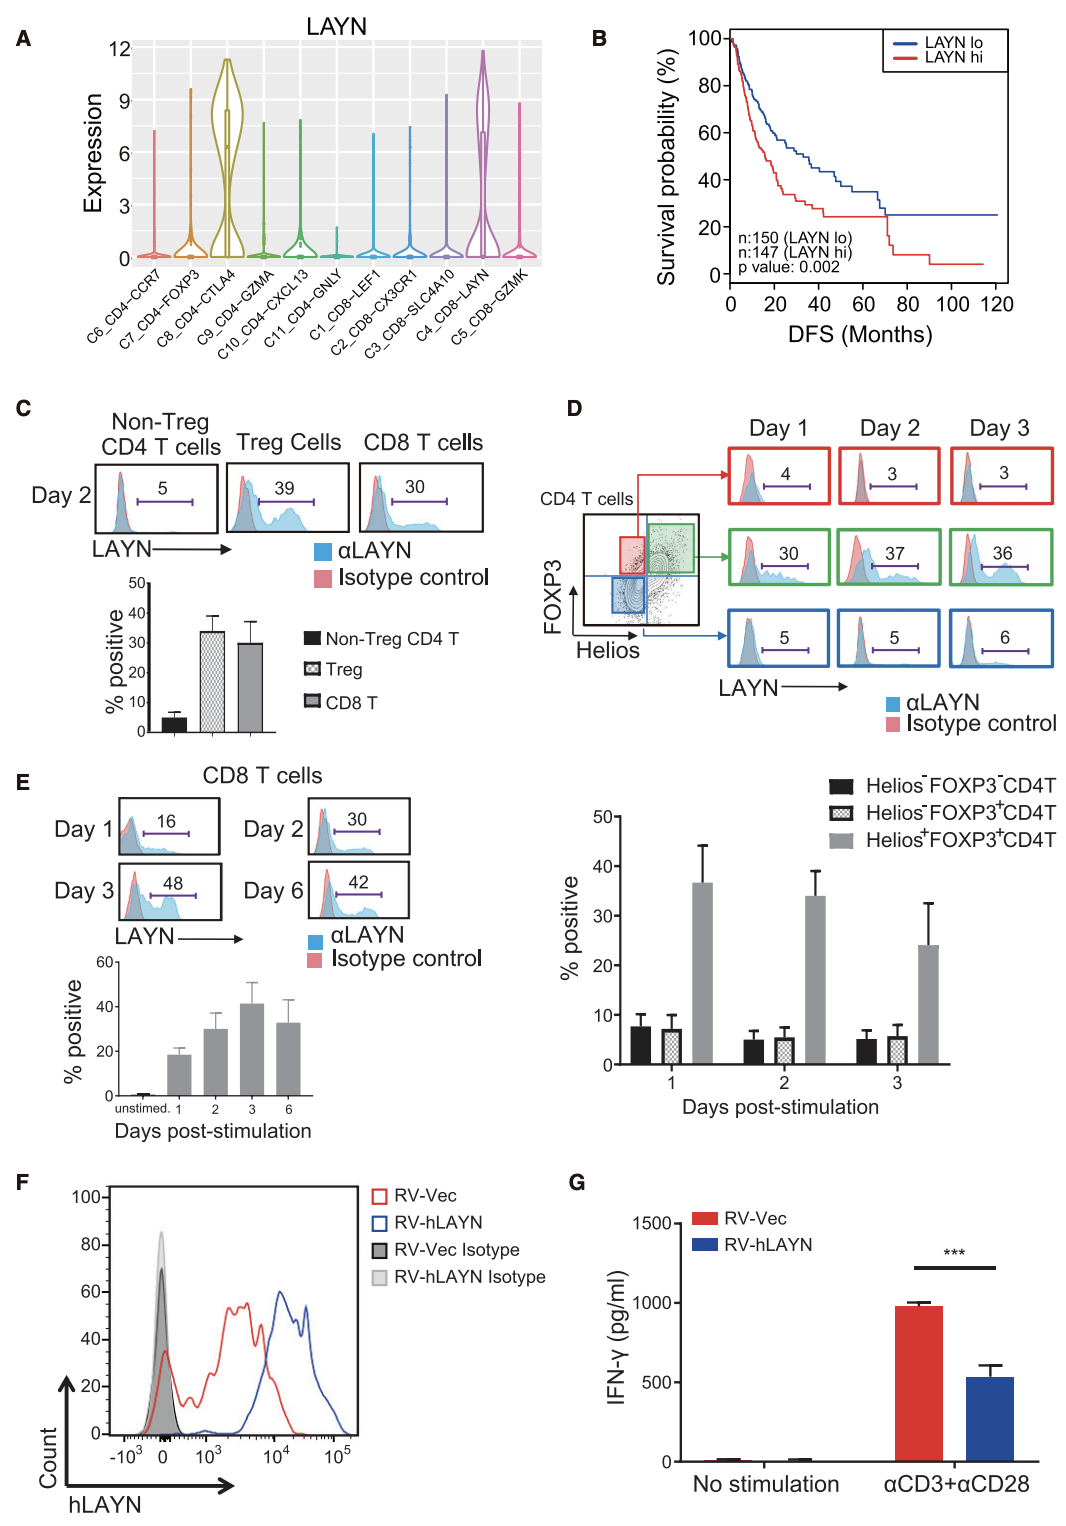 A
LAYN
Expression
12
9
6
3
0
C6_CD4−CCR7
C7_CD4−FOXP3
C8_CD4−CTLA4
C9_CD4−GZMA
C10_CD4−CXCL13
C11_CD4−GNLY
C1_CD8−LEF1
C2_CD8−CX3CR1
C3_CD8−SLC4A10
C4_CD8−LAYN
C5_CD8−GZMK
B
Survival probability (%)
100
80
60
40
20
0
LAYN lo
LAYN hi
n:150 (LAYN lo)
n:147 (LAYN hi)
p value: 0.002
0 20 40 60 80 100 120
DFS (Months)
C
Non-Treg
CD4 T cells
Treg Cells
CD8 T cells
Day 2
5
39
30
LAYN
αLAYN
Isotype control
% positive
50
40
30
20
10
0
Non-Treg CD4 T
Treg
CD8 T
D
Day 1 Day 2 Day 3
CD4 T cells
4 3 3
30 37 36
5 5 6
FOXP3
Helios
LAYN
αLAYN
Isotype control
Helios-FOXP3-CD4T
Helios-FOXP3+CD4T
Helios+FOXP3+CD4T
% positive
50
40
30
20
10
0
1 2 3
Days post-stimulation
E
CD8 T cells
Day 1
16
Day 2
30
Day 3
48
Day 6
42
LAYN
αLAYN
Isotype control
% positive
60
40
20
0
unstimed. 1 2 3 6
Days post-stimulation
F
100
80
60
40
20
0
Count
-10³ 0 10³ 10⁴ 10⁵
hLAYN
RV-Vec
RV-hLAYN
RV-Vec Isotype
RV-hLAYN Isotype
G
RV-Vec
RV-hLAYN
IFN-γ (pg/ml)
1500
1000
500
0
***
No stimulation
αCD3+αCD28